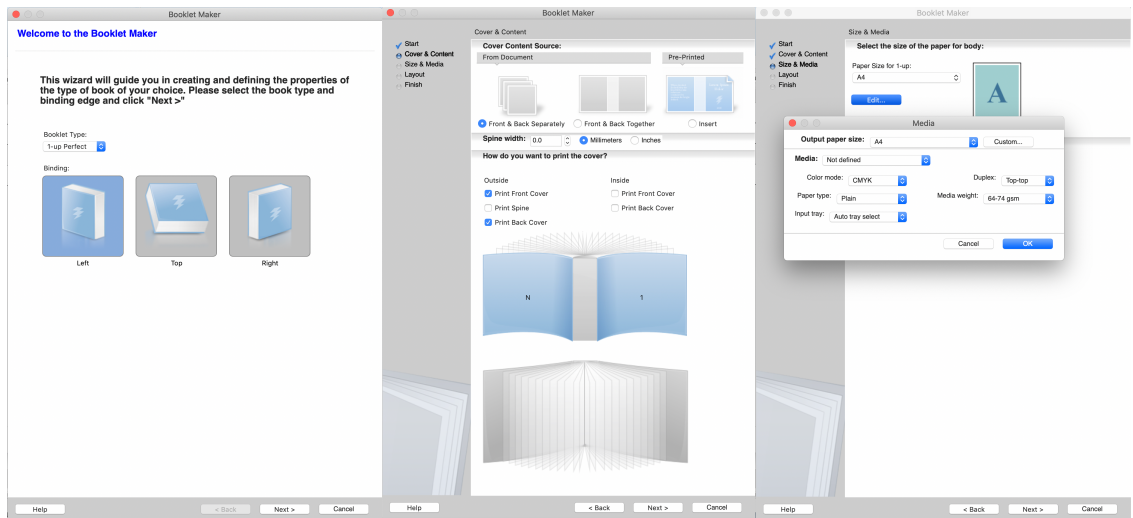 Booklet Maker
Welcome to the Booklet Maker
This wizard will guide you in creating and defining the properties of
the type of book of your choice. Please select the book type and
binding edge and click "Next >"
Booklet Type:
1-up Perfect
Binding:
Left
Top
Right
Help
< Back
Next >
Cancel
Booklet Maker
Cover & Content
Start
Cover & Content
Size & Media
Layout
Finish
Cover Content Source:
From Document
Pre-Printed
Front & Back Separately
Front & Back Together
Insert
Spine width: 0.0 Millimeters Inches
How do you want to print the cover?
Outside
Inside
Print Front Cover
Print Front Cover
Print Spine
Print Back Cover
Print Back Cover
N
1
Help
< Back
Next >
Cancel
Booklet Maker
Size & Media
Start
Cover & Content
Size & Media
Layout
Finish
Select the size of the paper for body:
Paper Size for 1-up:
A4
Edit...
A
Media
Output paper size: A4 Custom...
Media: Not defined
Color mode: CMYK
Duplex: Top-top
Paper type: Plain
Media weight: 64-74 gsm
Input tray: Auto tray select
Cancel
OK
Help
< Back
Next >
Cancel